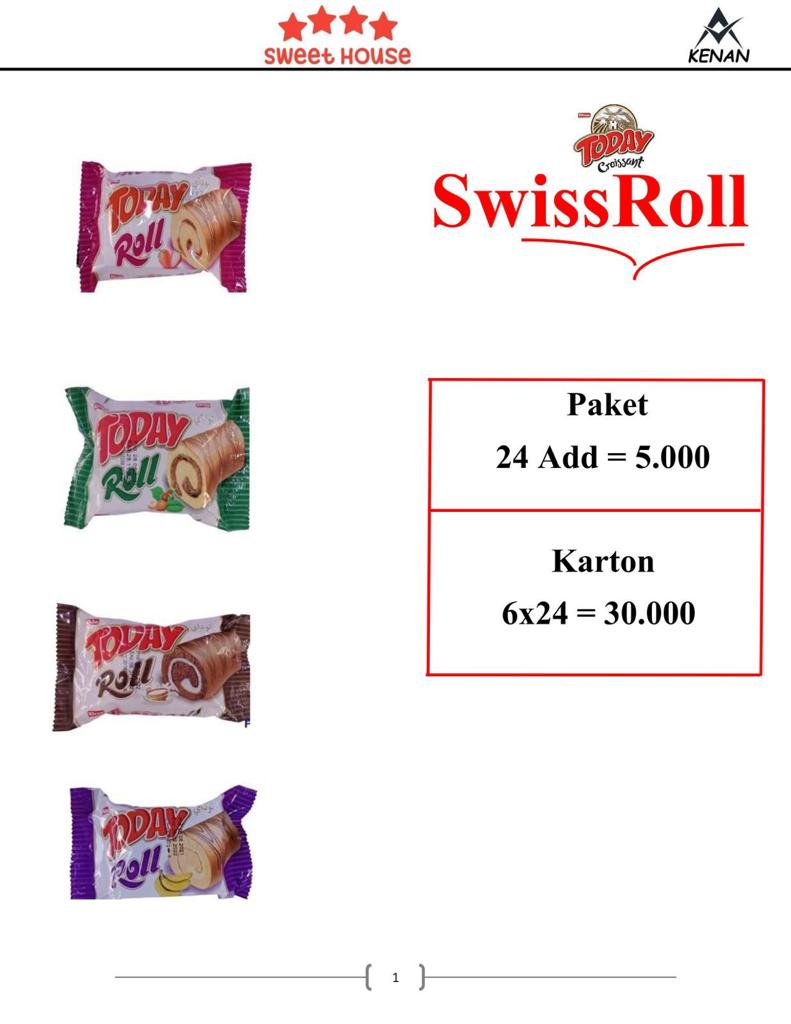 SWEET HOUSE
KENAN
TODAY
Croissant
SwissRoll
TODAY
Roll
TODAY
Roll
TODAY
Roll
TODAY
Roll
Paket
24 Add = 5.000
Karton
6x24 = 30.000
1